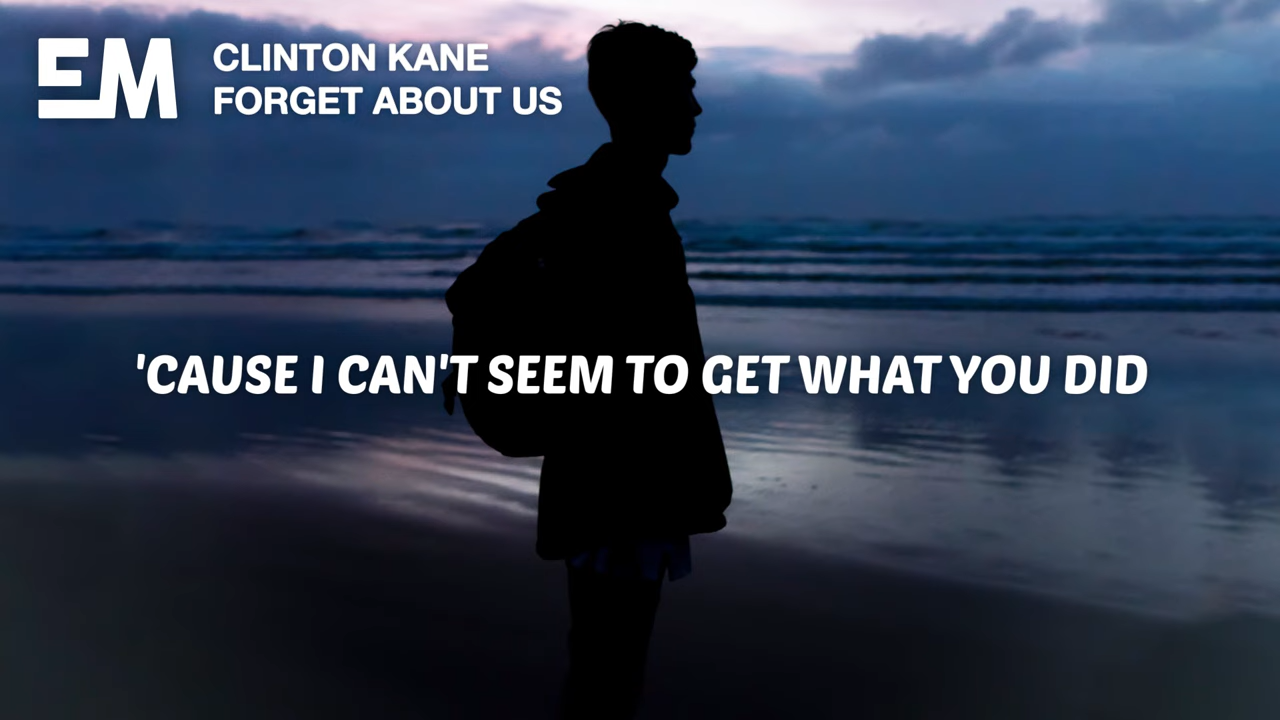 EM
CLINTON KANE
FORGET ABOUT US
'CAUSE I CAN'T SEEM TO GET WHAT YOU DID